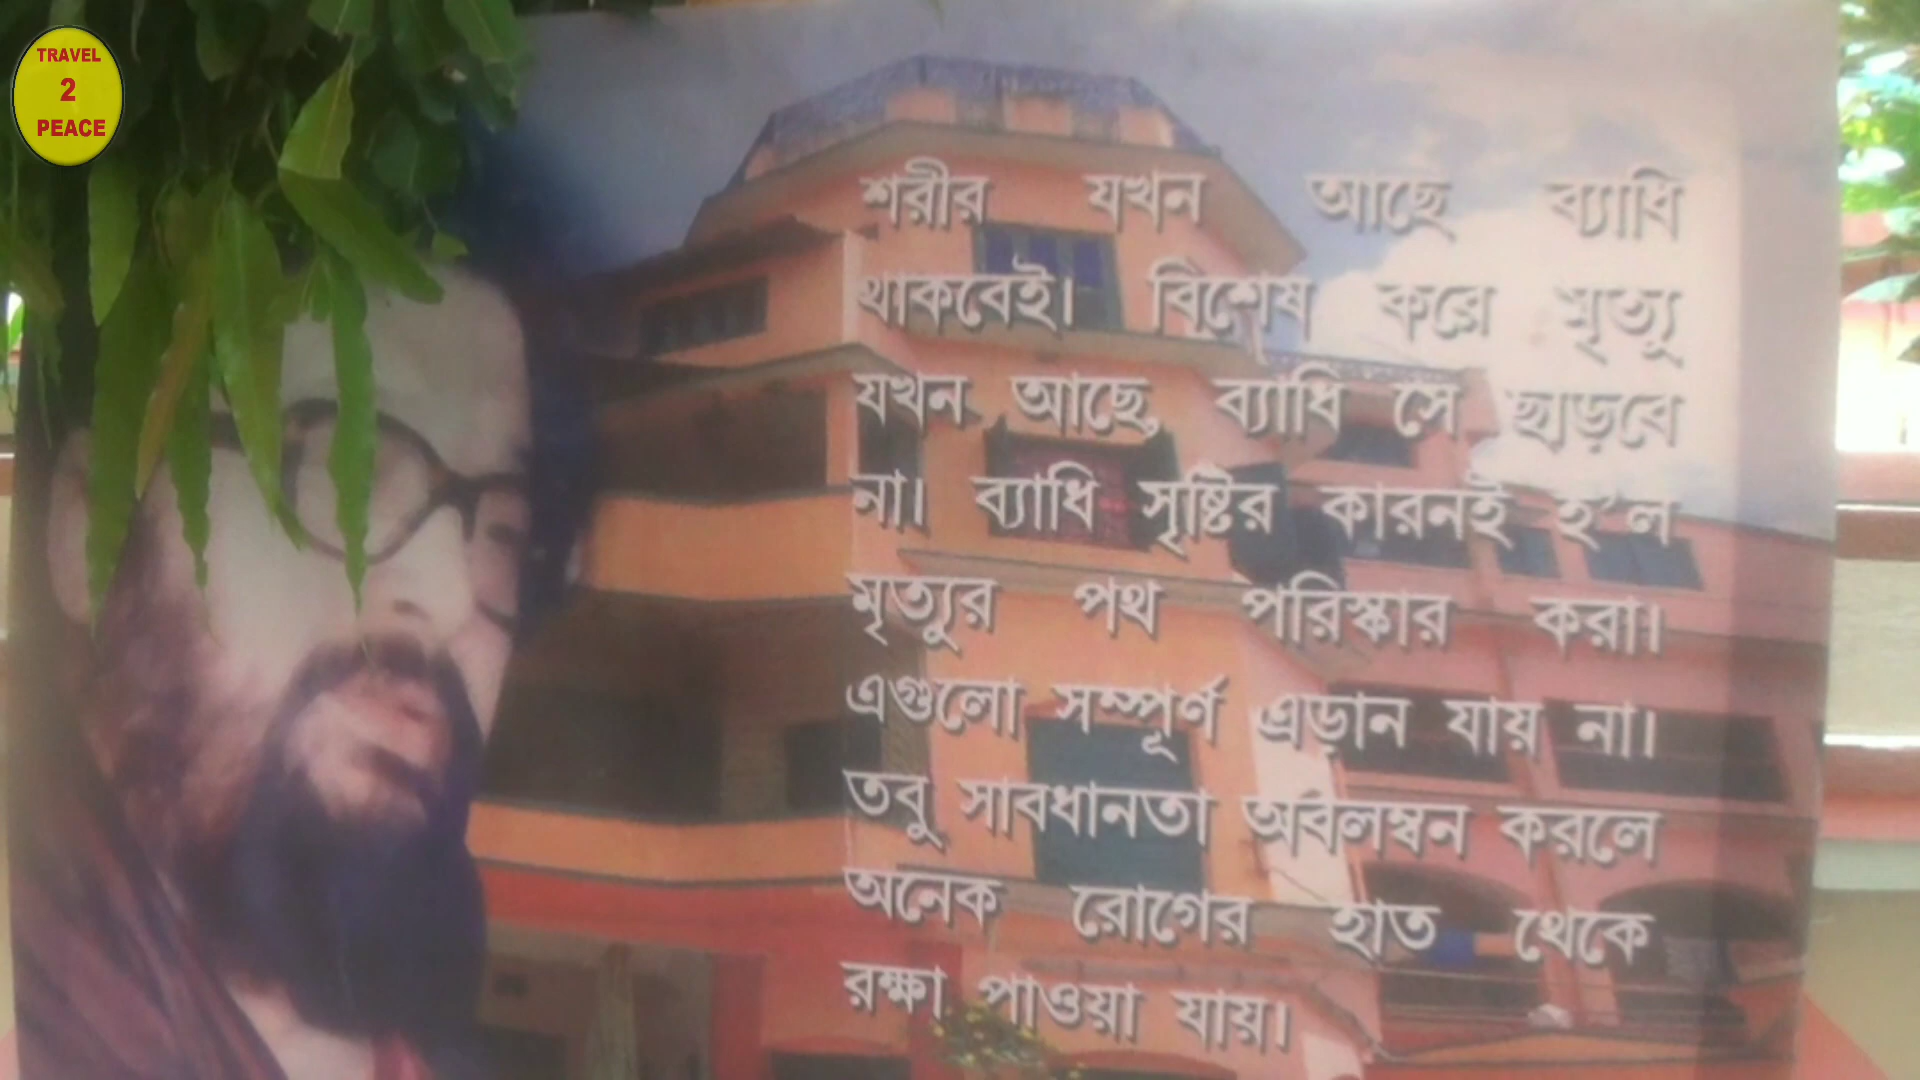 TRAVEL
2
PEACE
শরীর যখন আছে ব্যাধি
থাকবেই। বিশেষ করে মৃত্যু
যখন আছে, ব্যাধি সে ছাড়বে
না। ব্যাধি সৃষ্টির কারনই হ'ল
মৃত্যুর পথ পরিস্কার করা।
এগুলো সম্পূর্ণ এড়ান যায় না।
তবু সাবধানতা অবলম্বন করলে
অনেক রোগের হাত থেকে
রক্ষা পাওয়া যায়।